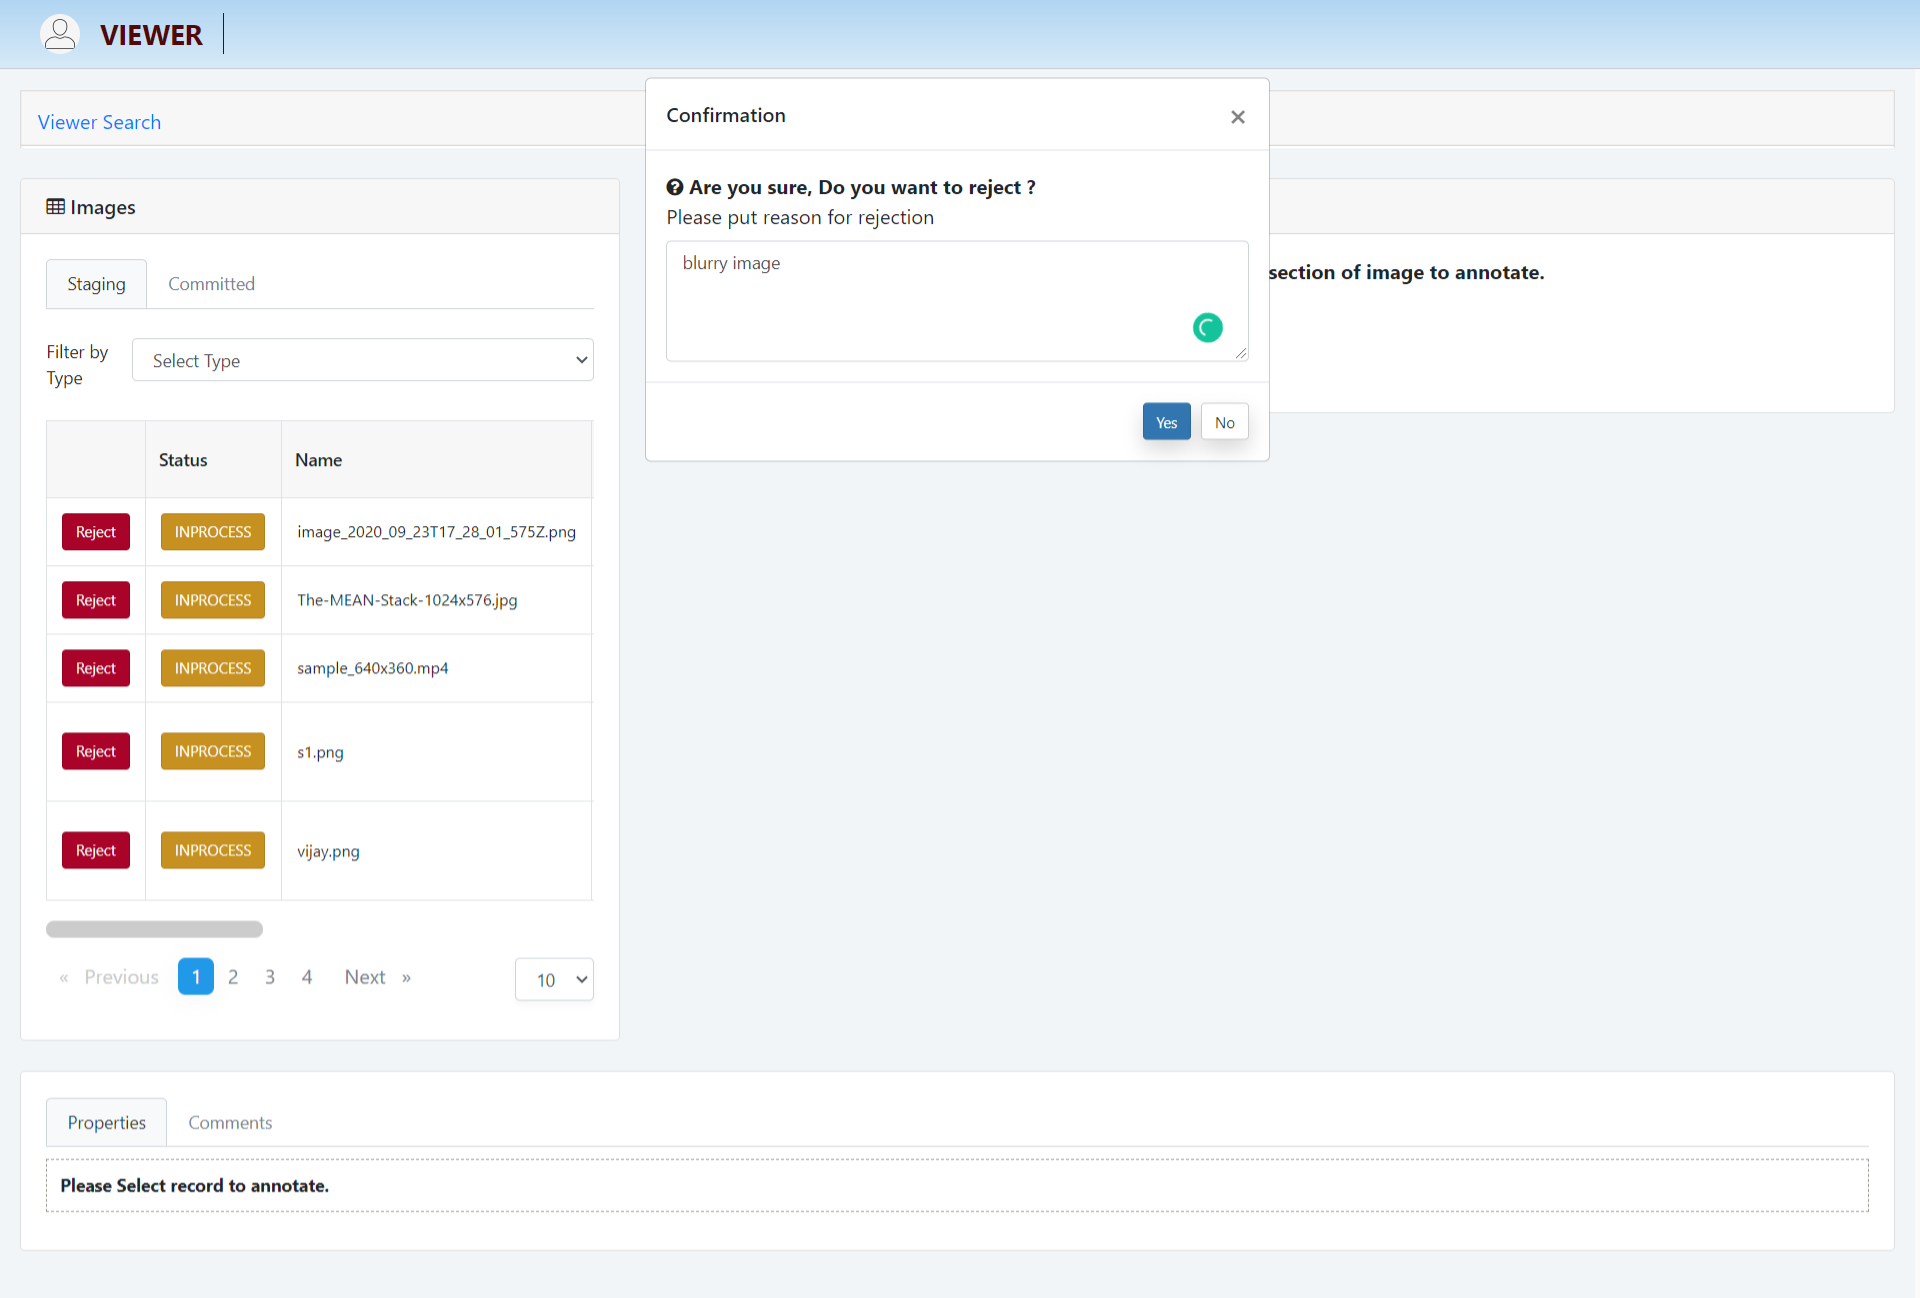 VIEWER
Viewer Search
Confirmation
×
Are you sure, Do you want to reject ?
Please put reason for rejection
blurry image
Yes No
section of image to annotate.
Images
Staging Committed
Filter by Type
Select Type
Status Name
Reject INPROCESS image_2020_09_23T17_28_01_575Z.png
Reject INPROCESS The-MEAN-Stack-1024x576.jpg
Reject INPROCESS sample_640x360.mp4
Reject INPROCESS s1.png
Reject INPROCESS vijay.png
« Previous 1 2 3 4 Next » 10
Properties Comments
Please Select record to annotate.